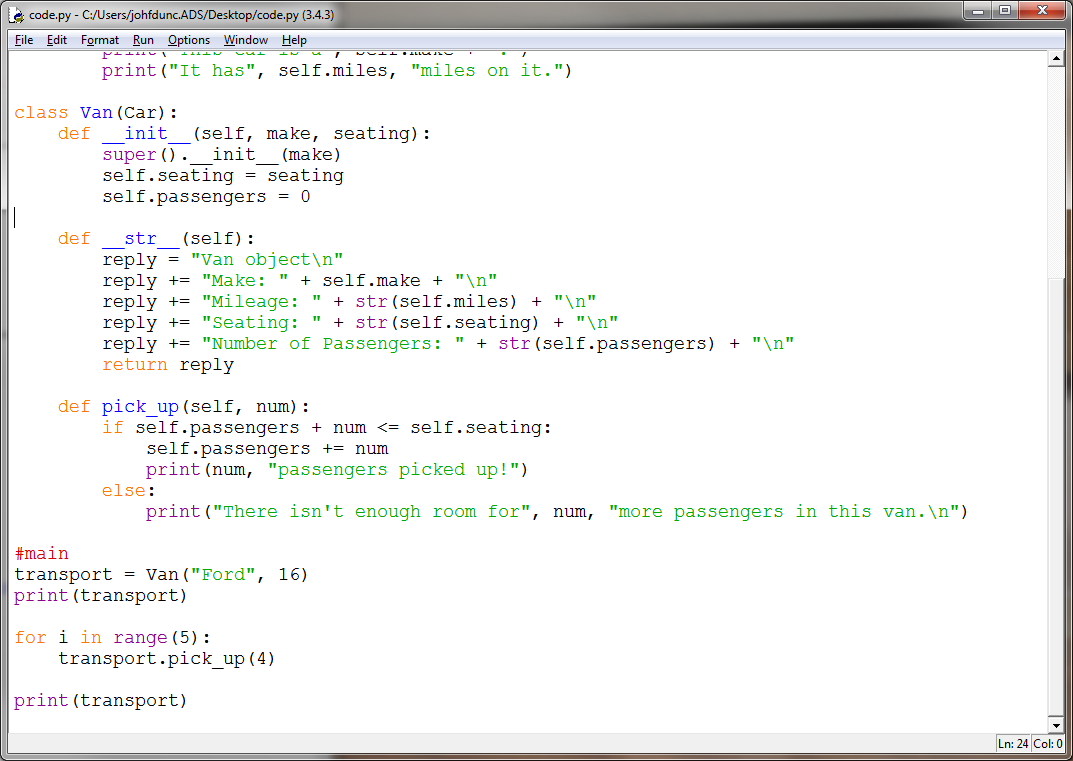 code.py - C:/Users/johfdunc.ADS/Desktop/code.py (3.4.3)
File Edit Format Run Options Window Help
        print("It has", self.miles, "miles on it.")
class Van(Car):
    def __init__(self, make, seating):
        super().__init__(make)
        self.seating = seating
        self.passengers = 0
    def __str__(self):
        reply = "Van object\n"
        reply += "Make: " + self.make + "\n"
        reply += "Mileage: " + str(self.miles) + "\n"
        reply += "Seating: " + str(self.seating) + "\n"
        reply += "Number of Passengers: " + str(self.passengers) + "\n"
        return reply
    def pick_up(self, num):
        if self.passengers + num <= self.seating:
            self.passengers += num
            print(num, "passengers picked up!")
        else:
            print("There isn't enough room for", num, "more passengers in this van.\n")
#main
transport = Van("Ford", 16)
print(transport)
for i in range(5):
    transport.pick_up(4)
print(transport)
Ln: 24 Col: 0